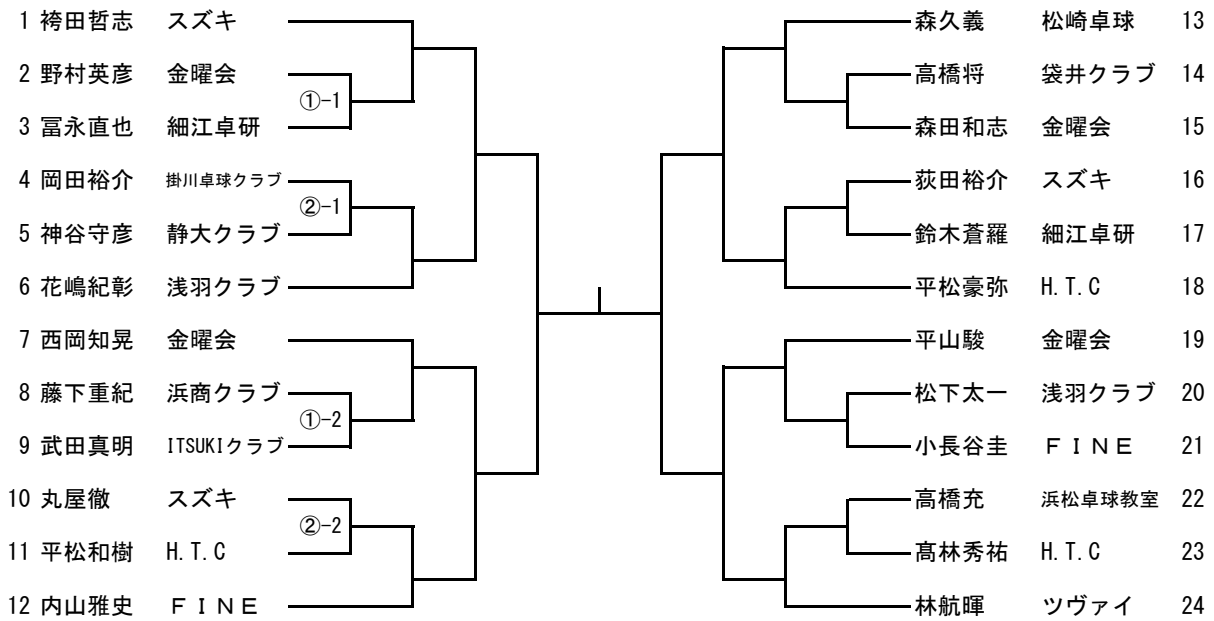 1 袴田哲志 スズキ
2 野村英彦 金曜会
①-1
3 冨永直也 細江卓研
4 岡田裕介 掛川卓球クラブ
②-1
5 神谷守彦 静大クラブ
6 花嶋紀彰 浅羽クラブ
7 西岡知晃 金曜会
8 藤下重紀 浜商クラブ
①-2
9 武田真明 ITSUKIクラブ
10 丸屋徹 スズキ
②-2
11 平松和樹 H.T.C
12 内山雅史 ＦＩＮＥ
森久義 松崎卓球 13
高橋将 袋井クラブ 14
森田和志 金曜会 15
荻田裕介 スズキ 16
鈴木蒼羅 細江卓研 17
平松豪弥 H.T.C 18
平山駿 金曜会 19
松下太一 浅羽クラブ 20
小長谷圭 ＦＩＮＥ 21
高橋充 浜松卓球教室 22
髙林秀祐 H.T.C 23
林航暉 ツヴァイ 24